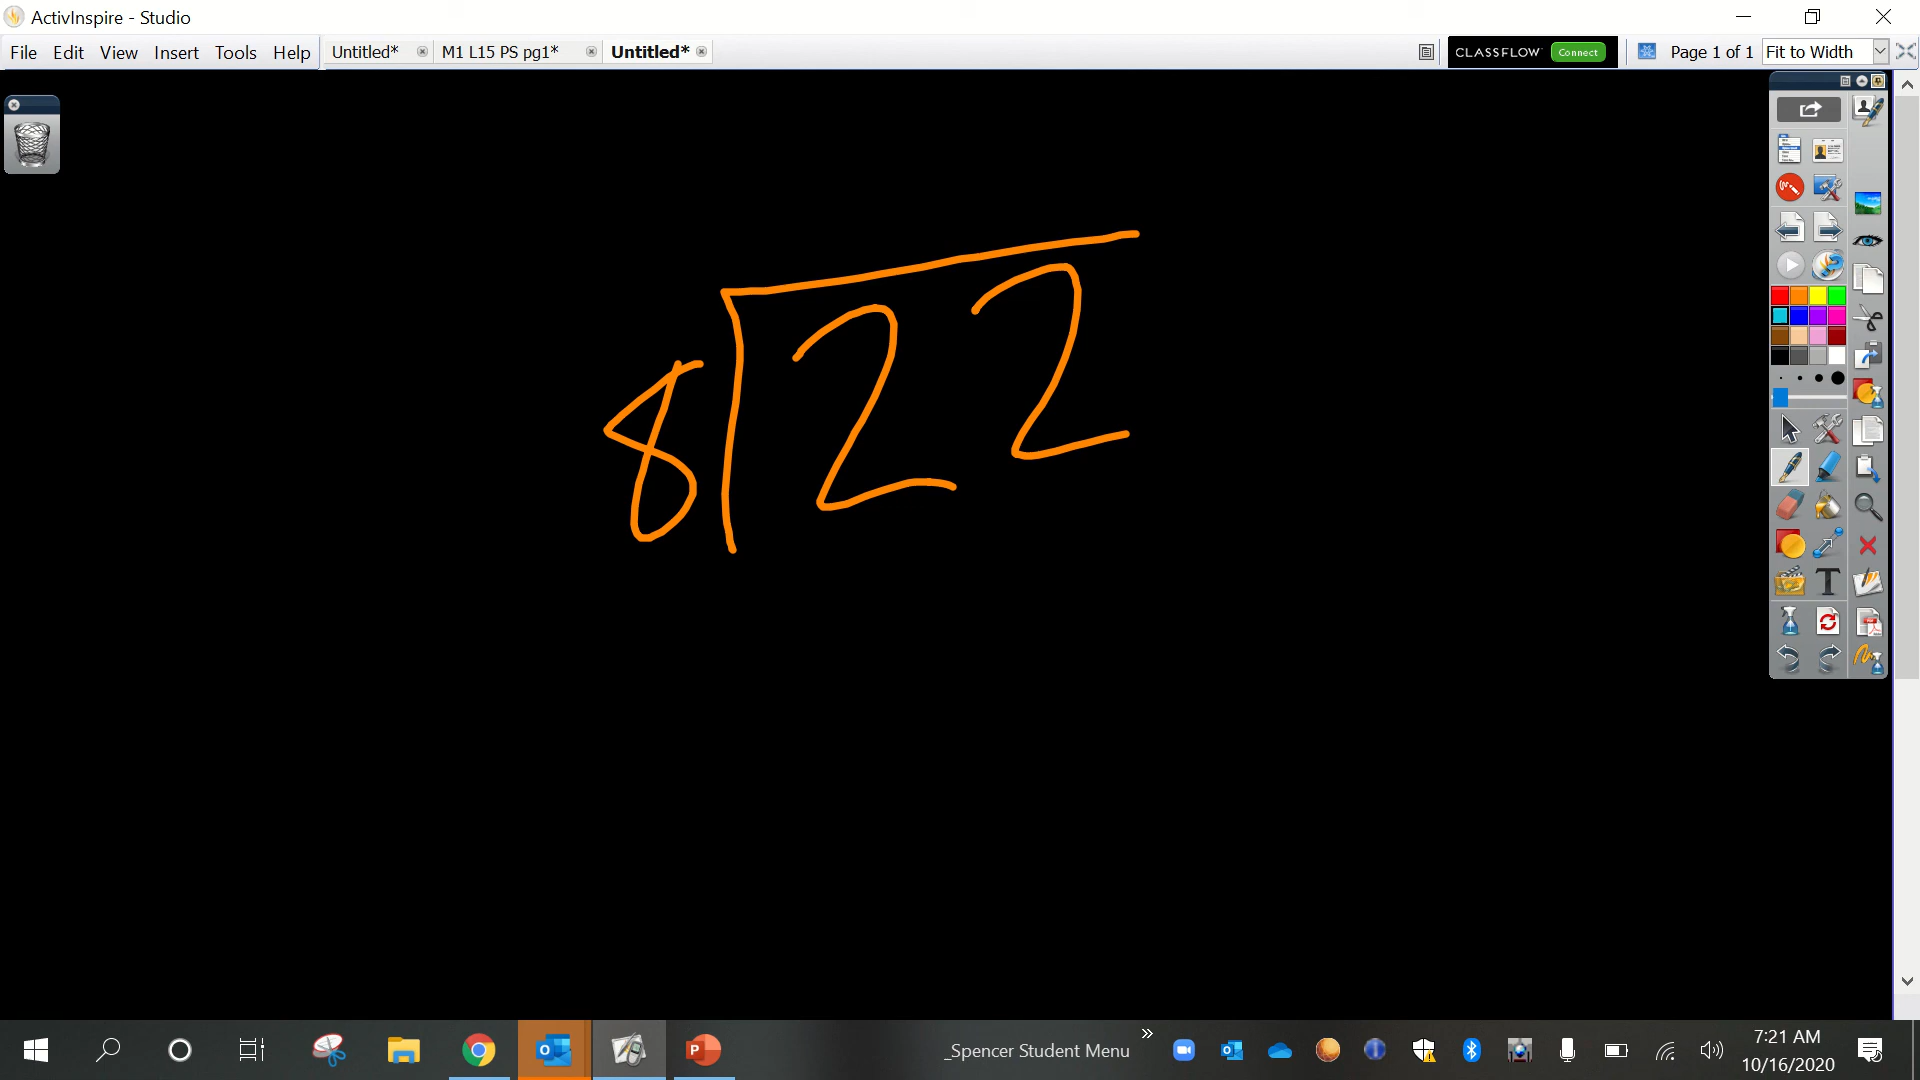 ActivInspire - Studio
File Edit View Insert Tools Help Untitled* M1 L15 PS pg1* Untitled* CLASSFLOW Connect Page 1 of 1 Fit to Width
8 22
_Spencer Student Menu
7:21 AM
10/16/2020